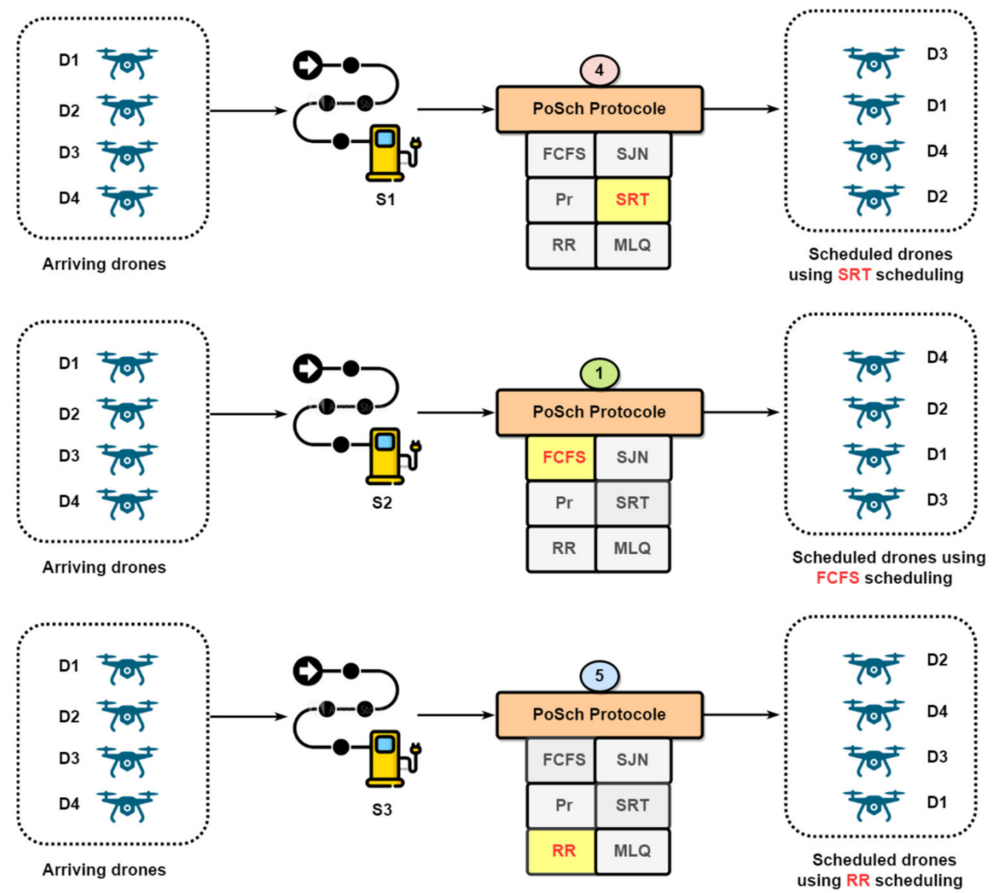 D1
D2
D3
D4
Arriving drones
S1
4
PoSch Protocole
FCFS SJN
Pr SRT
RR MLQ
D3
D1
D4
D2
Scheduled drones
using SRT scheduling
D1
D2
D3
D4
Arriving drones
S2
1
PoSch Protocole
FCFS SJN
Pr SRT
RR MLQ
D4
D2
D1
D3
Scheduled drones using
FCFS scheduling
D1
D2
D3
D4
Arriving drones
S3
5
PoSch Protocole
FCFS SJN
Pr SRT
RR MLQ
D2
D4
D3
D1
Scheduled drones
using RR scheduling